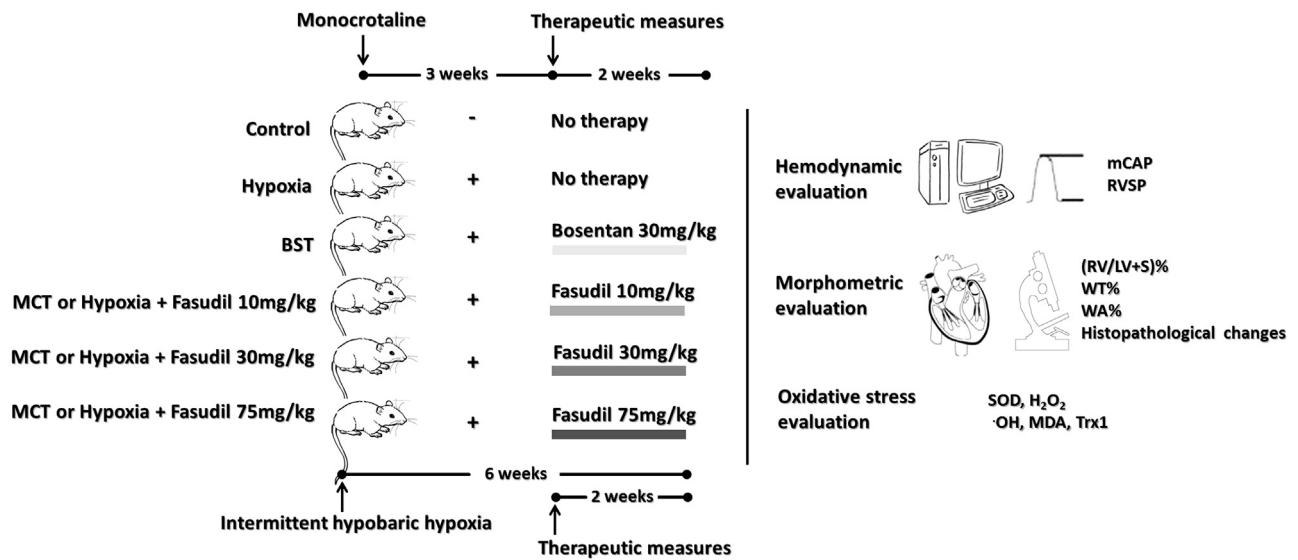 Monocrotaline
Therapeutic measures
3 weeks
2 weeks
Control
-
No therapy
Hypoxia
+
No therapy
BST
+
Bosentan 30mg/kg
MCT or Hypoxia + Fasudil 10mg/kg
+
Fasudil 10mg/kg
MCT or Hypoxia + Fasudil 30mg/kg
+
Fasudil 30mg/kg
MCT or Hypoxia + Fasudil 75mg/kg
+
Fasudil 75mg/kg
6 weeks
2 weeks
Intermittent hypobaric hypoxia
Therapeutic measures
Hemodynamic
evaluation
mCAP
RVSP
Morphometric
evaluation
(RV/LV+S)%
WT%
WA%
Histopathological changes
Oxidative stress
evaluation
SOD, H₂O₂
·OH, MDA, Trx1